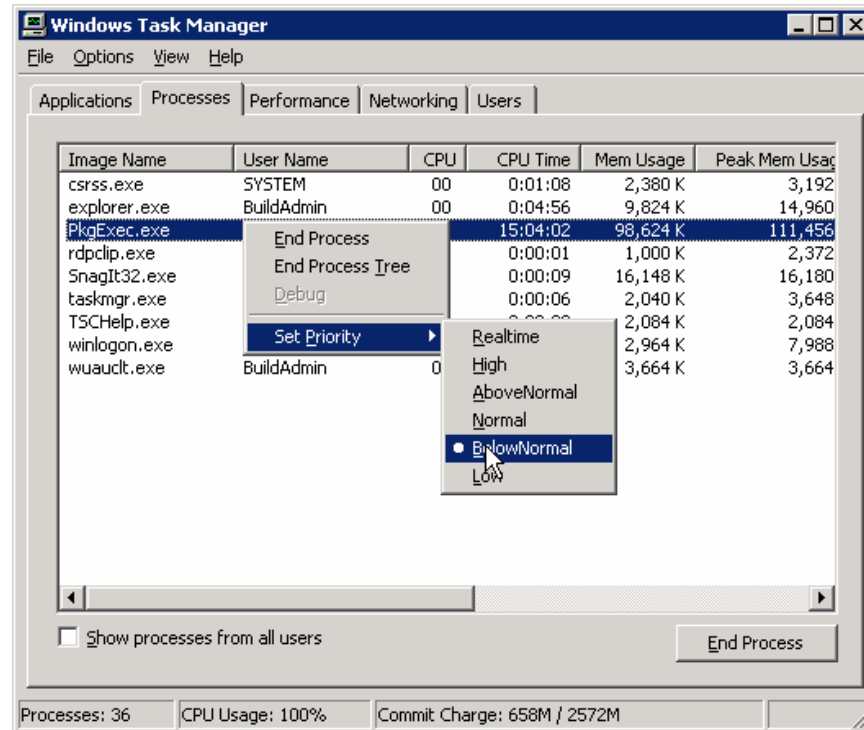 Windows Task Manager
File Options View Help
Applications Processes Performance Networking Users
Image Name User Name CPU CPU Time Mem Usage Peak Mem Usag
csrss.exe SYSTEM 00 0:01:08 2,380 K 3,192
explorer.exe BuildAdmin 00 0:04:56 9,824 K 14,960
PkgExec.exe 15:04:02 98,624 K 111,456
rdpclip.exe 0:00:01 1,000 K 2,372
SnagIt32.exe 0:00:09 16,148 K 16,180
taskmgr.exe 0:00:06 2,040 K 3,648
TSCHelp.exe 2,084 K 2,084
winlogon.exe 2,964 K 7,988
wuauclt.exe BuildAdmin 0 3,664 K 3,664
End Process
End Process Tree
Debug
Set Priority
Realtime
High
AboveNormal
Normal
BelowNormal
Low
Show processes from all users
End Process
Processes: 36 CPU Usage: 100% Commit Charge: 658M / 2572M